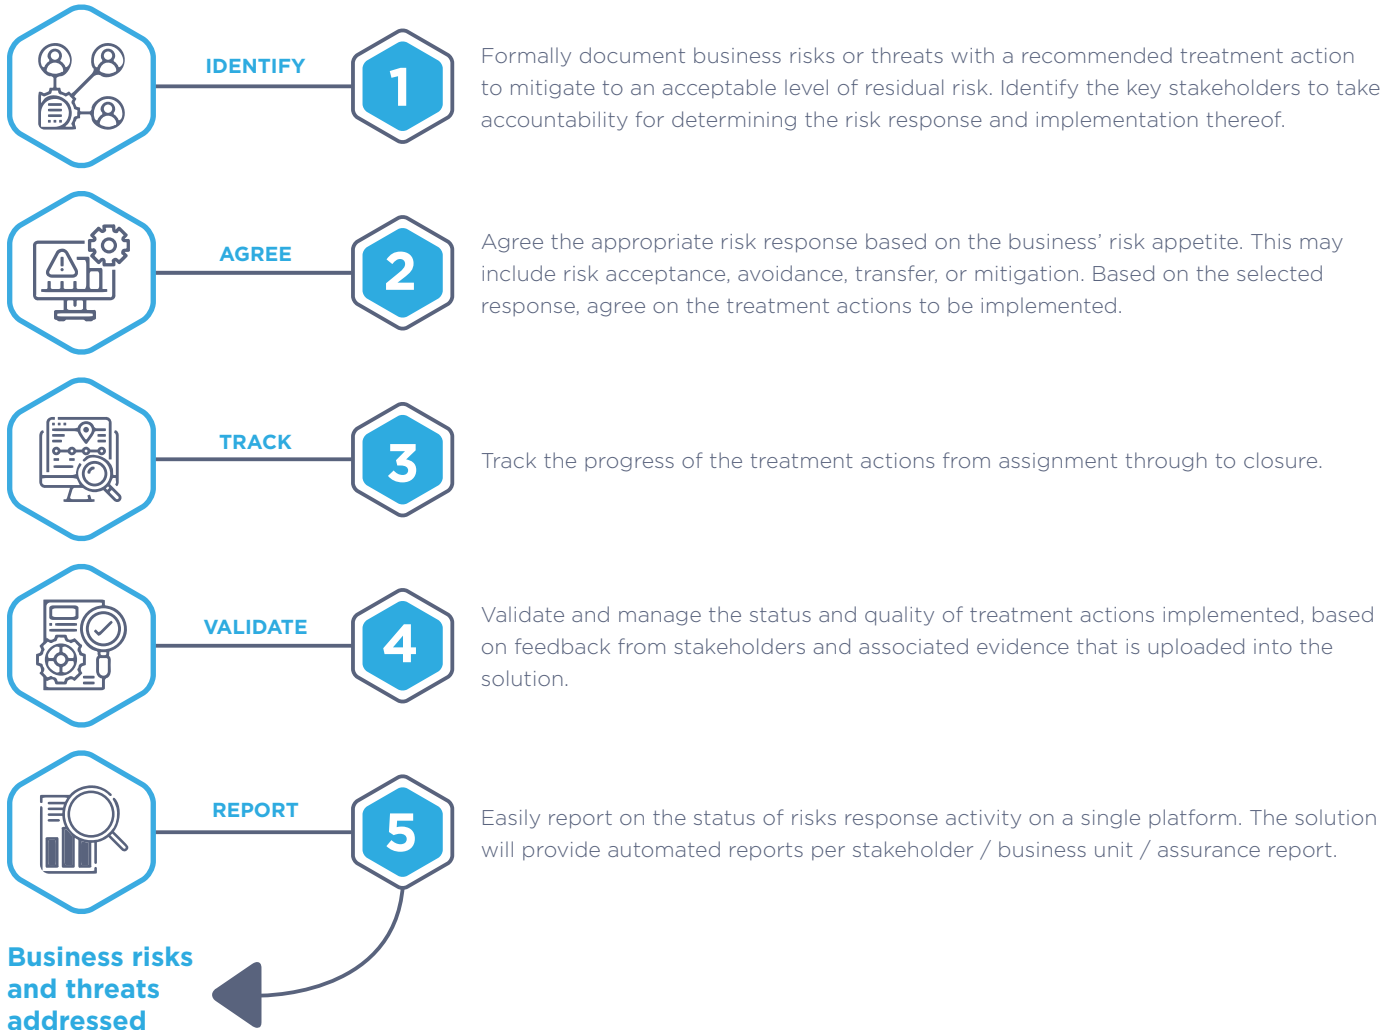 IDENTIFY
1
Formally document business risks or threats with a recommended treatment action
to mitigate to an acceptable level of residual risk. Identify the key stakeholders to take
accountability for determining the risk response and implementation thereof.
AGREE
2
Agree the appropriate risk response based on the business’ risk appetite. This may
include risk acceptance, avoidance, transfer, or mitigation. Based on the selected
response, agree on the treatment actions to be implemented.
TRACK
3
Track the progress of the treatment actions from assignment through to closure.
VALIDATE
4
Validate and manage the status and quality of treatment actions implemented, based
on feedback from stakeholders and associated evidence that is uploaded into the
solution.
REPORT
5
Easily report on the status of risks response activity on a single platform. The solution
will provide automated reports per stakeholder / business unit / assurance report.
Business risks
and threats
addressed